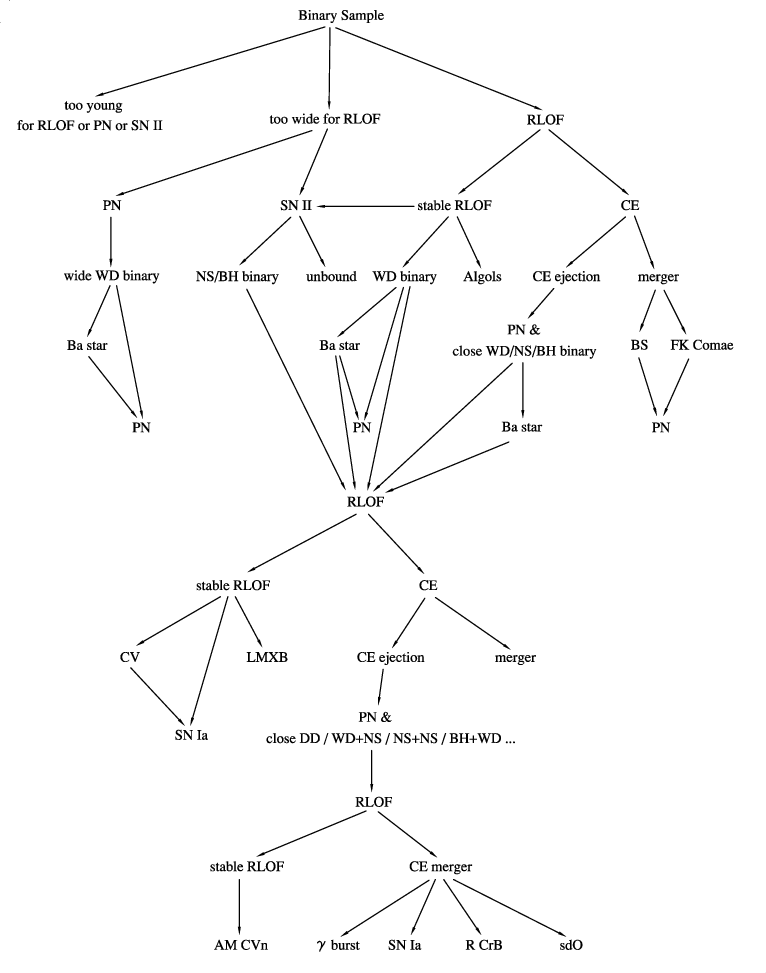 Binary Sample
too young
for RLOF or PN or SN II
too wide for RLOF
RLOF
PN
SN II
stable RLOF
CE
wide WD binary
NS/BH binary
unbound
WD binary
Algols
CE ejection
merger
Ba star
Ba star
PN &
close WD/NS/BH binary
BS
FK Comae
PN
PN
Ba star
PN
RLOF
stable RLOF
CE
CV
LMXB
CE ejection
merger
SN Ia
PN &
close DD / WD+NS / NS+NS / BH+WD ...
RLOF
stable RLOF
CE merger
AM CVn
γ burst
SN Ia
R CrB
sdO